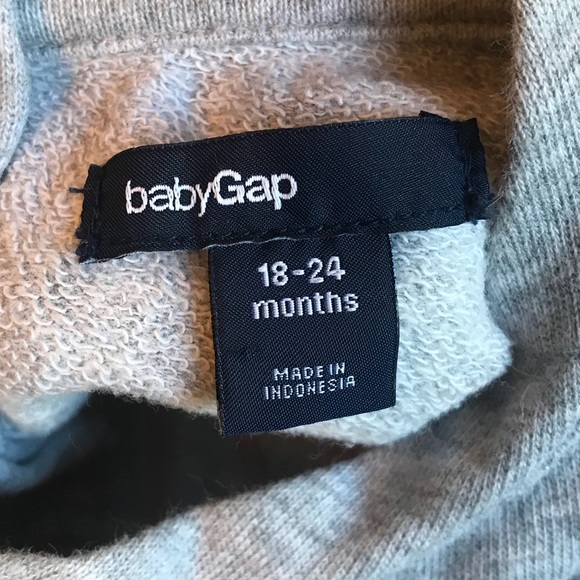 babyGap
18-24
months
MADE IN
INDONESIA